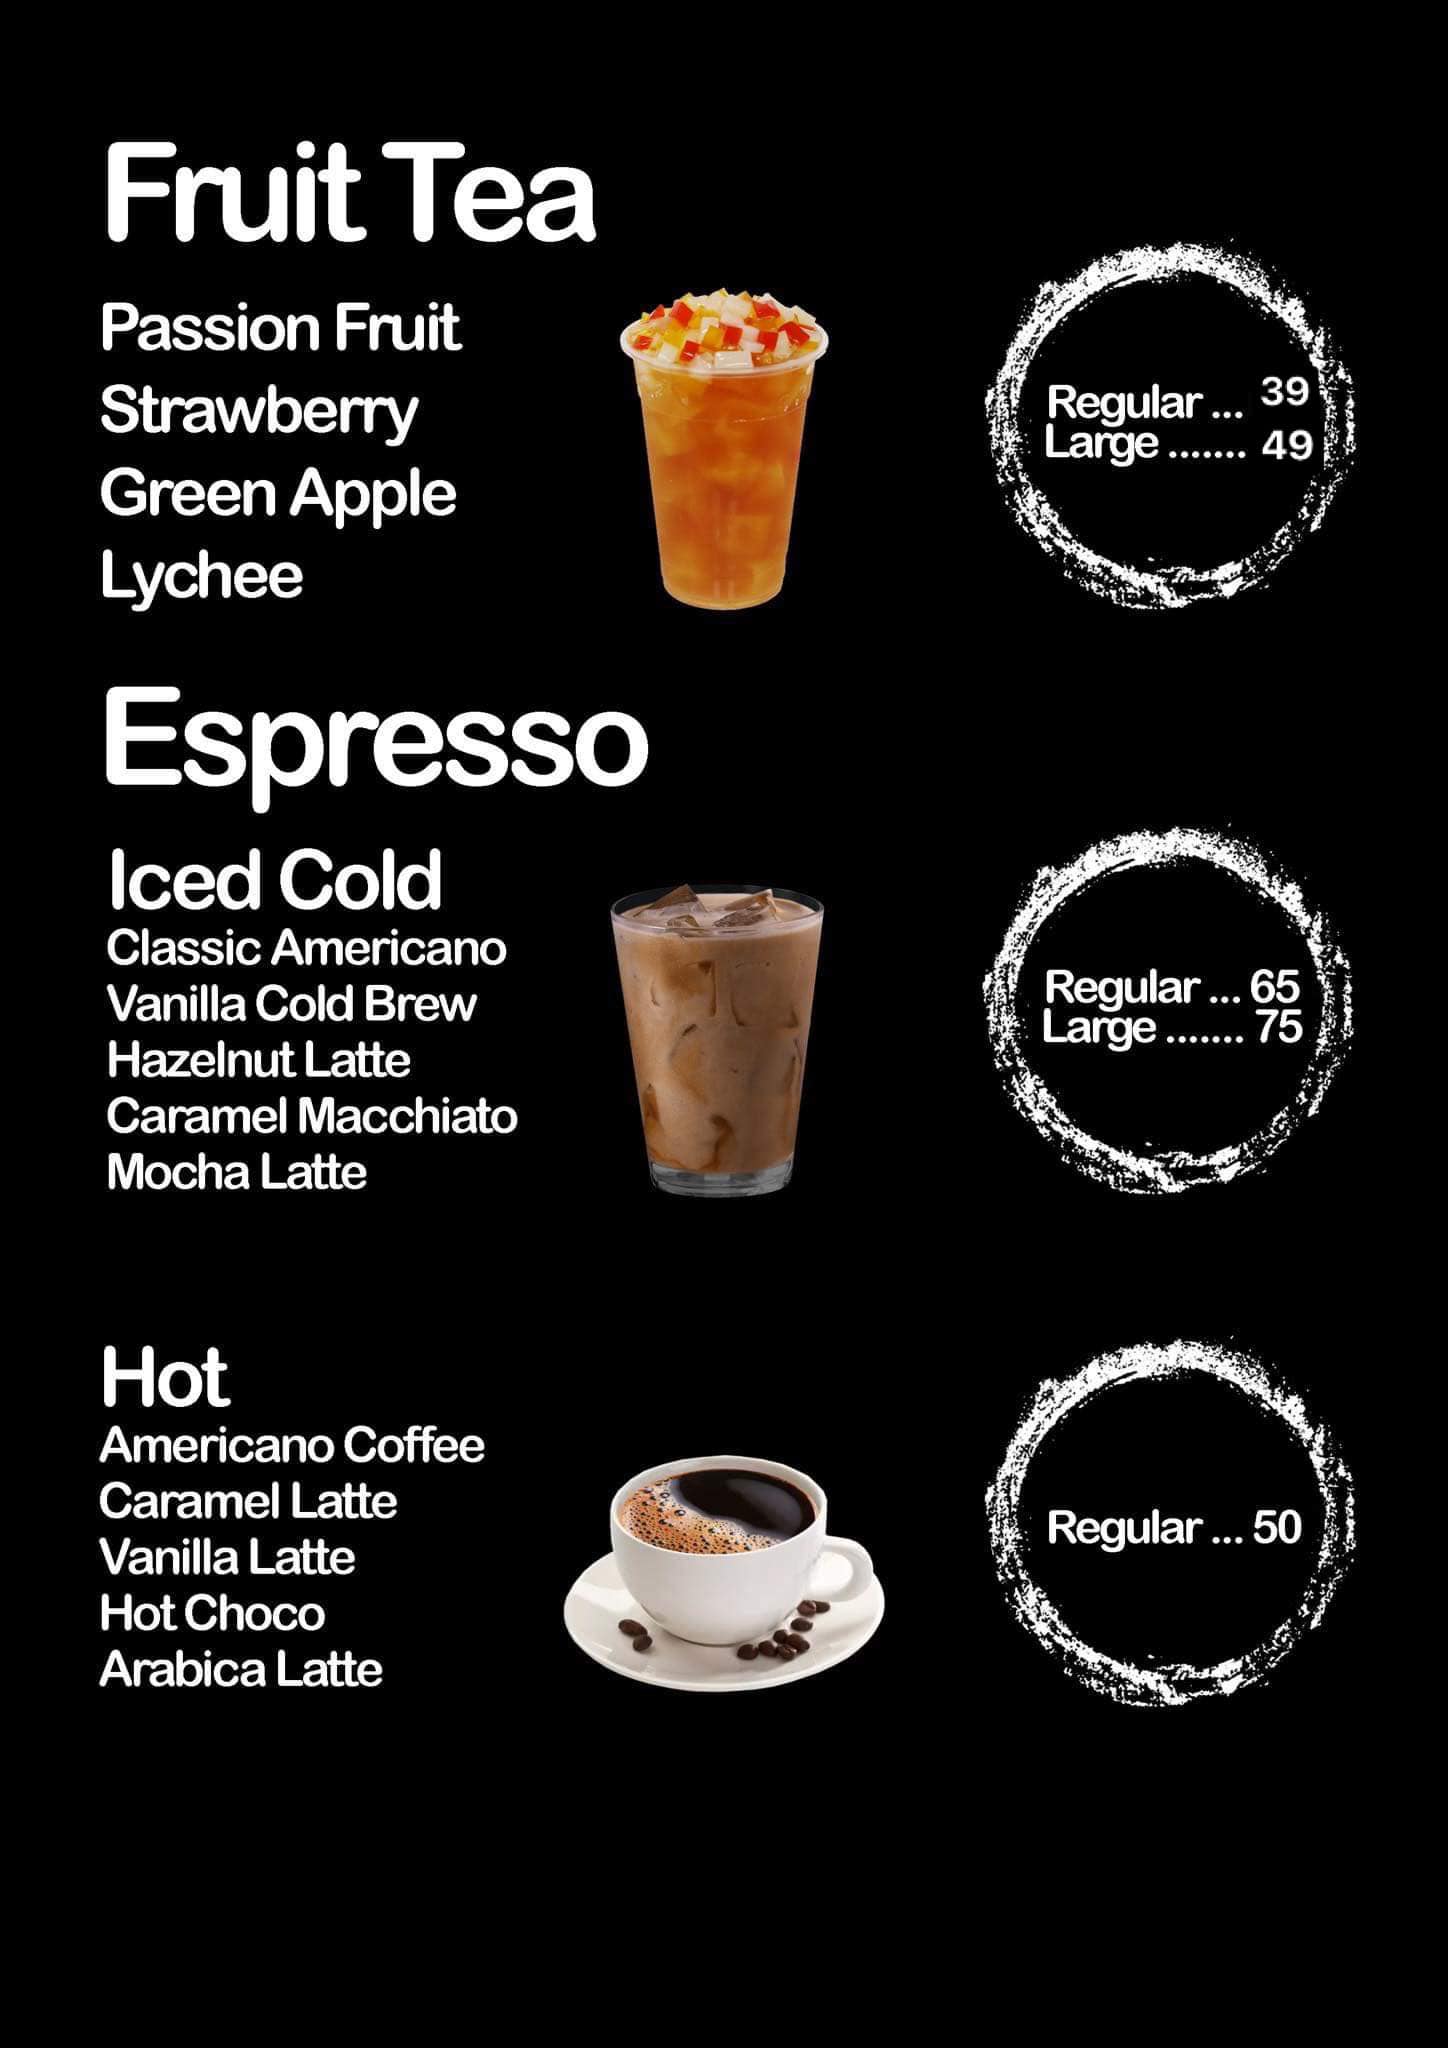 Fruit Tea
Passion Fruit
Strawberry
Green Apple
Lychee
Regular ... 39
Large ....... 49
Espresso
Iced Cold
Classic Americano
Vanilla Cold Brew
Hazelnut Latte
Caramel Macchiato
Mocha Latte
Regular ... 65
Large ....... 75
Hot
Americano Coffee
Caramel Latte
Vanilla Latte
Hot Choco
Arabica Latte
Regular ... 50